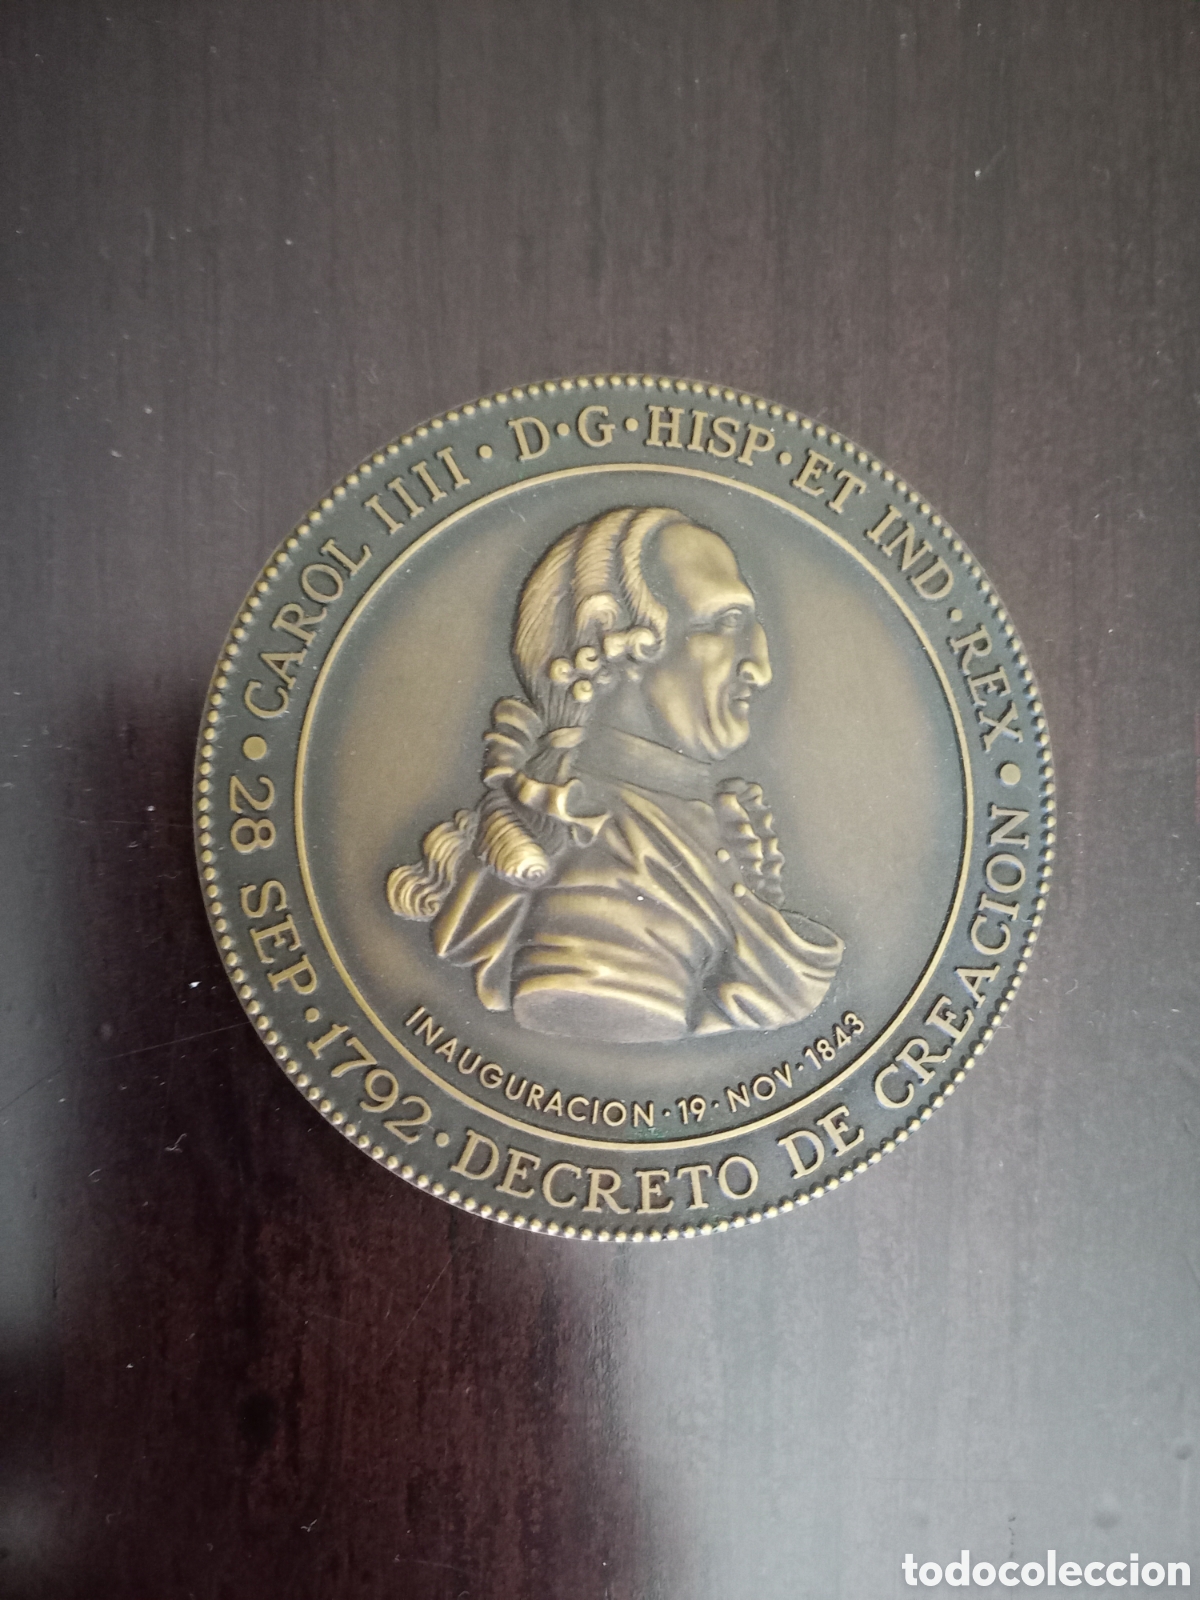 • CAROL IIII • D • G • HISP • ET IND • REX •
28 SEP • 1792 • DECRETO DE CREACION
INAUGURACION • 19 • NOV • 1843
todocoleccion